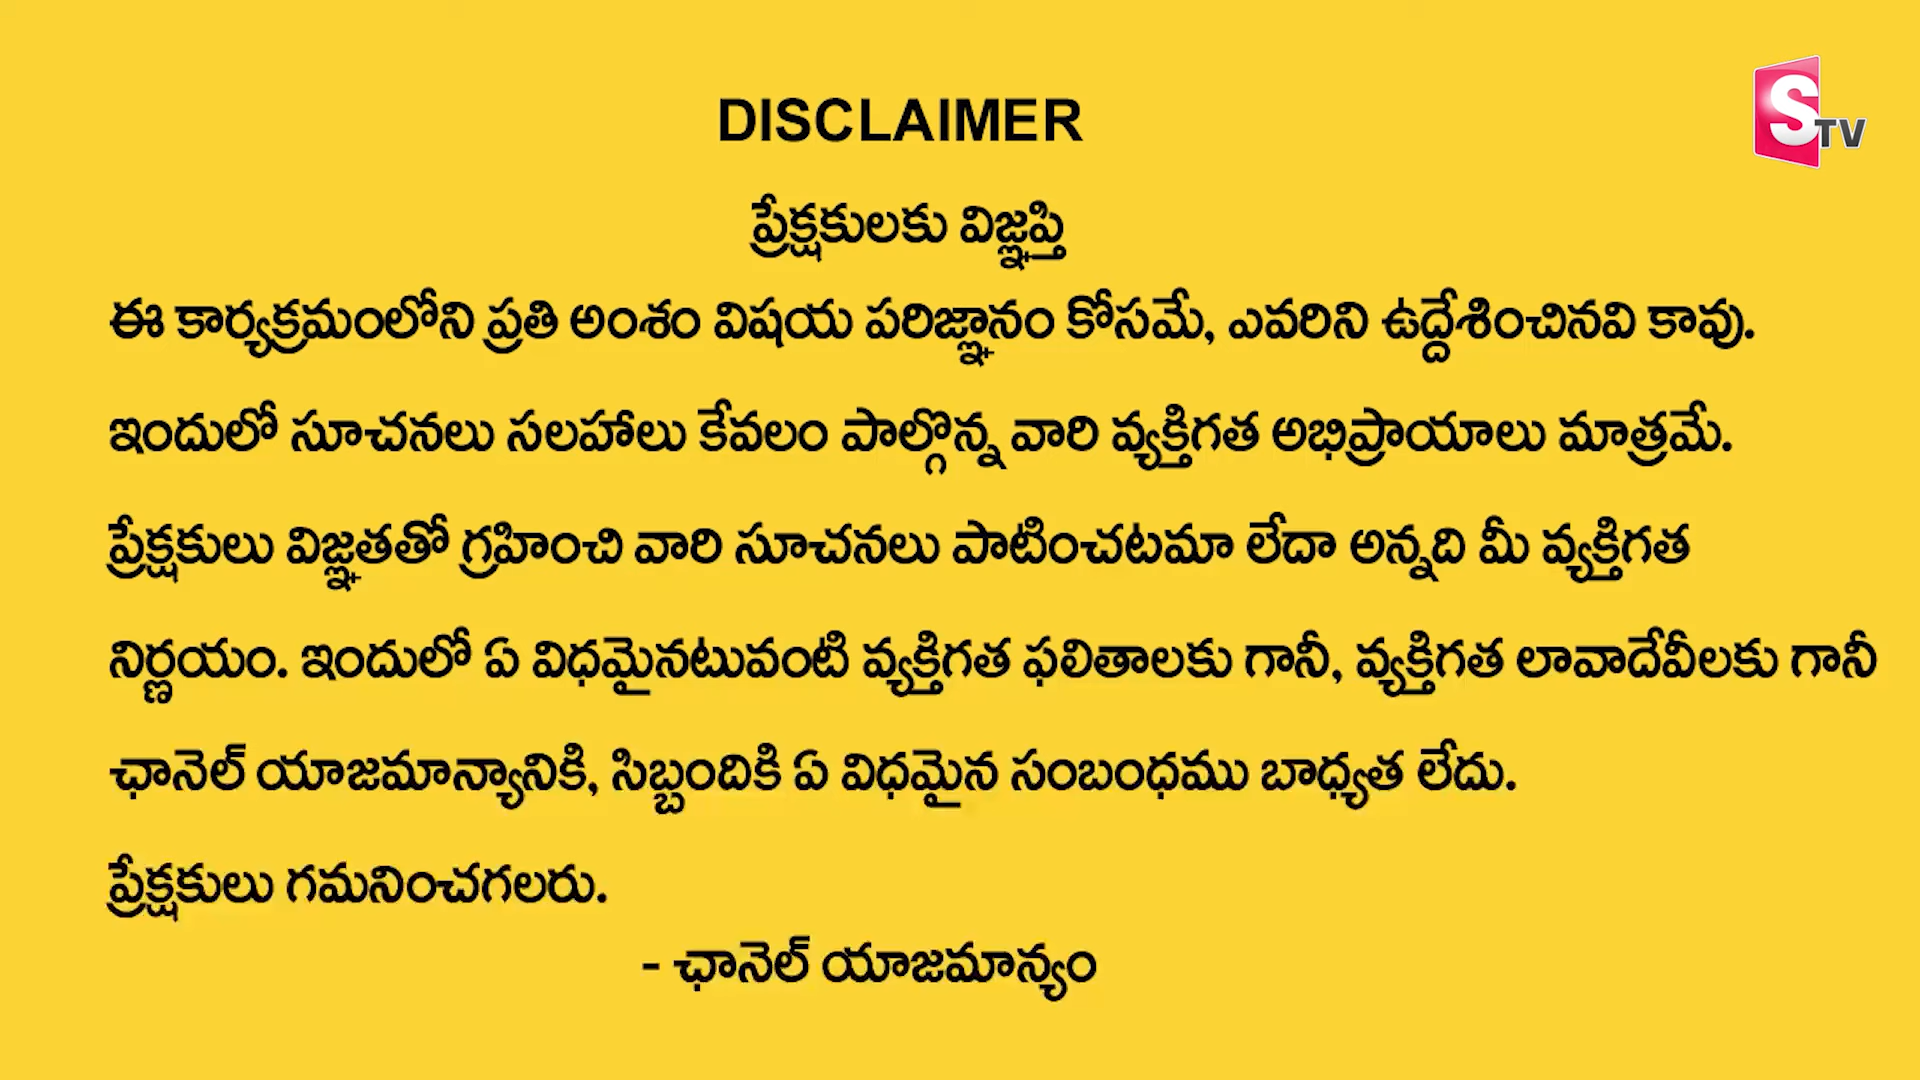 DISCLAIMER
STV
ప్రేక్షకులకు విజ్ఞప్తి
ఈ కార్యక్రమంలోని ప్రతి అంశం విషయ పరిజ్ఞానం కోసమే, ఎవరిని ఉద్దేశించినవి కావు.
ఇందులో సూచనలు సలహాలు కేవలం పాల్గొన్న వారి వ్యక్తిగత అభిప్రాయాలు మాత్రమే.
ప్రేక్షకులు విజ్ఞతతో గ్రహించి వారి సూచనలు పాటించటమా లేదా అన్నది మీ వ్యక్తిగత
నిర్ణయం. ఇందులో ఏ విధమైనటువంటి వ్యక్తిగత ఫలితాలకు గానీ, వ్యక్తిగత లావాదేవీలకు గానీ
ఛానెల్ యాజమాన్యానికి, సిబ్బందికి ఏ విధమైన సంబంధము బాధ్యత లేదు.
ప్రేక్షకులు గమనించగలరు.
- ఛానెల్ యాజమాన్యం